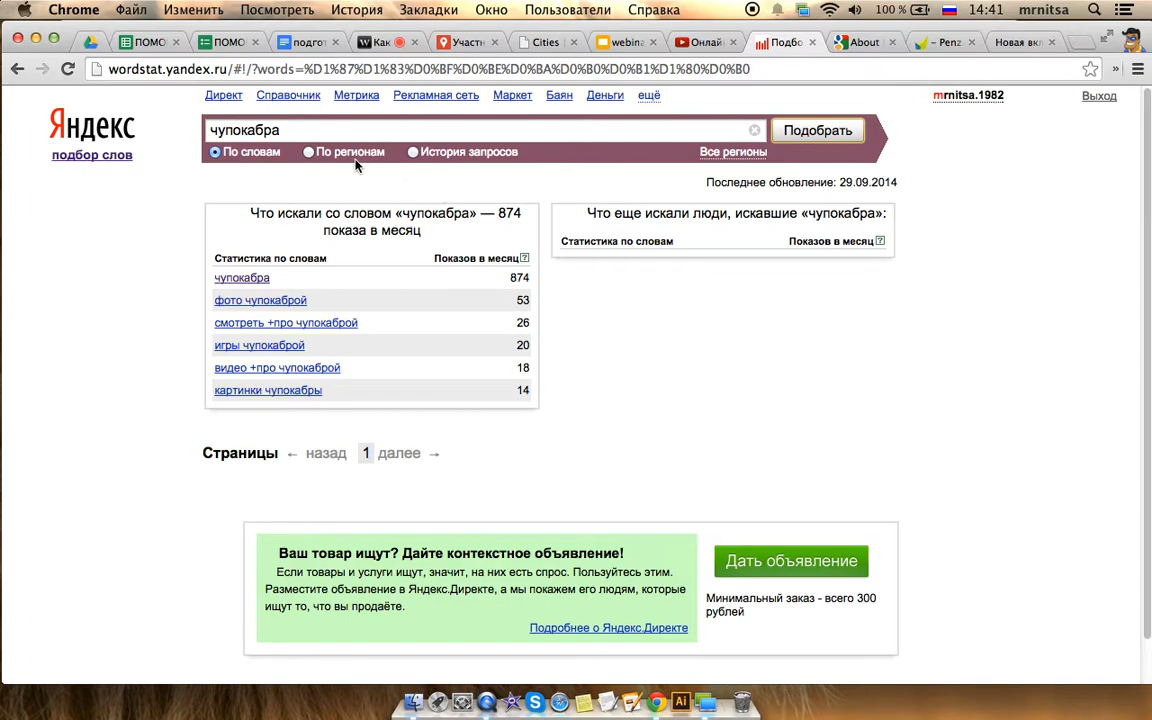 Chrome Файл Изменить Посмотреть История Закладки Окно Пользователи Справка 100 % 14:41 mrnitsa
ПОМО ПОМО подгот Как Участн Cities webina Онлай Подбо About – Penz Новая вкл
wordstat.yandex.ru/#!/?words=%D1%87%D1%83%D0%BF%D0%BE%D0%BA%D0%B0%D0%B1%D1%80%D0%B0
Директ Справочник Метрика Рекламная сеть Маркет Баян Деньги ещё mrnitsa.1982 Выход
Яндекс
подбор слов
чупокабра Подобрать
По словам По регионам История запросов Все регионы
Последнее обновление: 29.09.2014
Что искали со словом «чупокабра» — 874
показа в месяц
Статистика по словам Показов в месяц ?
чупокабра 874
фото чупокаброй 53
смотреть +про чупокаброй 26
игры чупокаброй 20
видео +про чупокаброй 18
картинки чупокабры 14
Что еще искали люди, искавшие «чупокабра»:
Статистика по словам Показов в месяц ?
Страницы ← назад 1 далее →
Ваш товар ищут? Дайте контекстное объявление!
Если товары и услуги ищут, значит, на них есть спрос. Пользуйтесь этим.
Разместите объявление в Яндекс.Директе, а мы покажем его людям, которые
ищут то, что вы продаёте.
Подробнее о Яндекс.Директе
Дать объявление
Минимальный заказ - всего 300
рублей
Ai